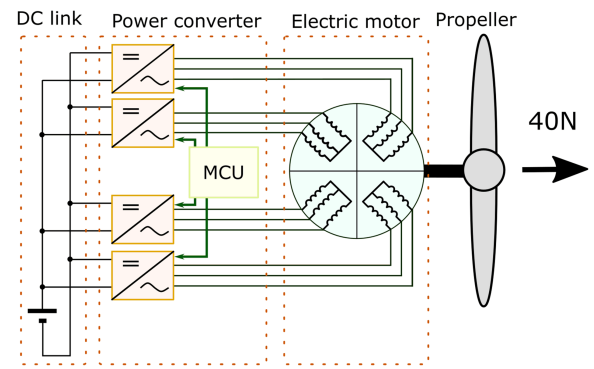 DC link
Power converter
Electric motor
Propeller
40N
MCU